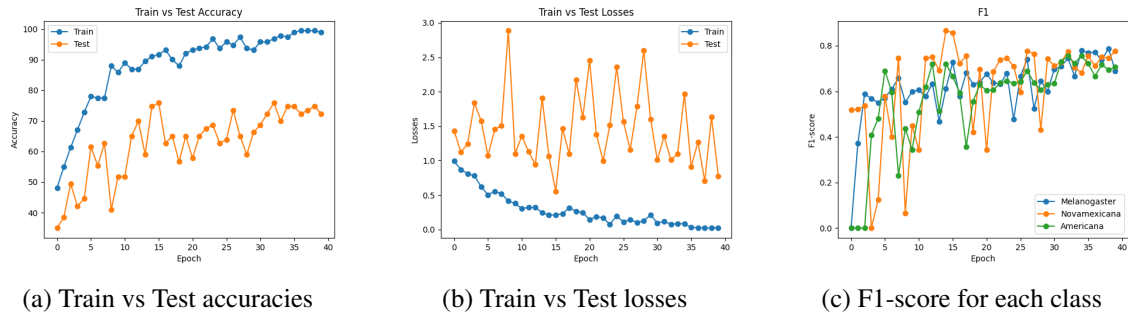 Train vs Test Accuracy
Train
Test
100
90
80
70
60
50
40
Accuracy
0 5 10 15 20 25 30 35 40
Epoch
(a) Train vs Test accuracies
Train vs Test Losses
Train
Test
3.0
2.5
2.0
1.5
1.0
0.5
0.0
Losses
0 5 10 15 20 25 30 35 40
Epoch
(b) Train vs Test losses
F1
0.8
0.6
0.4
0.2
0.0
F1-score
Melanogaster
Novamexicana
Americana
0 5 10 15 20 25 30 35 40
Epoch
(c) F1-score for each class